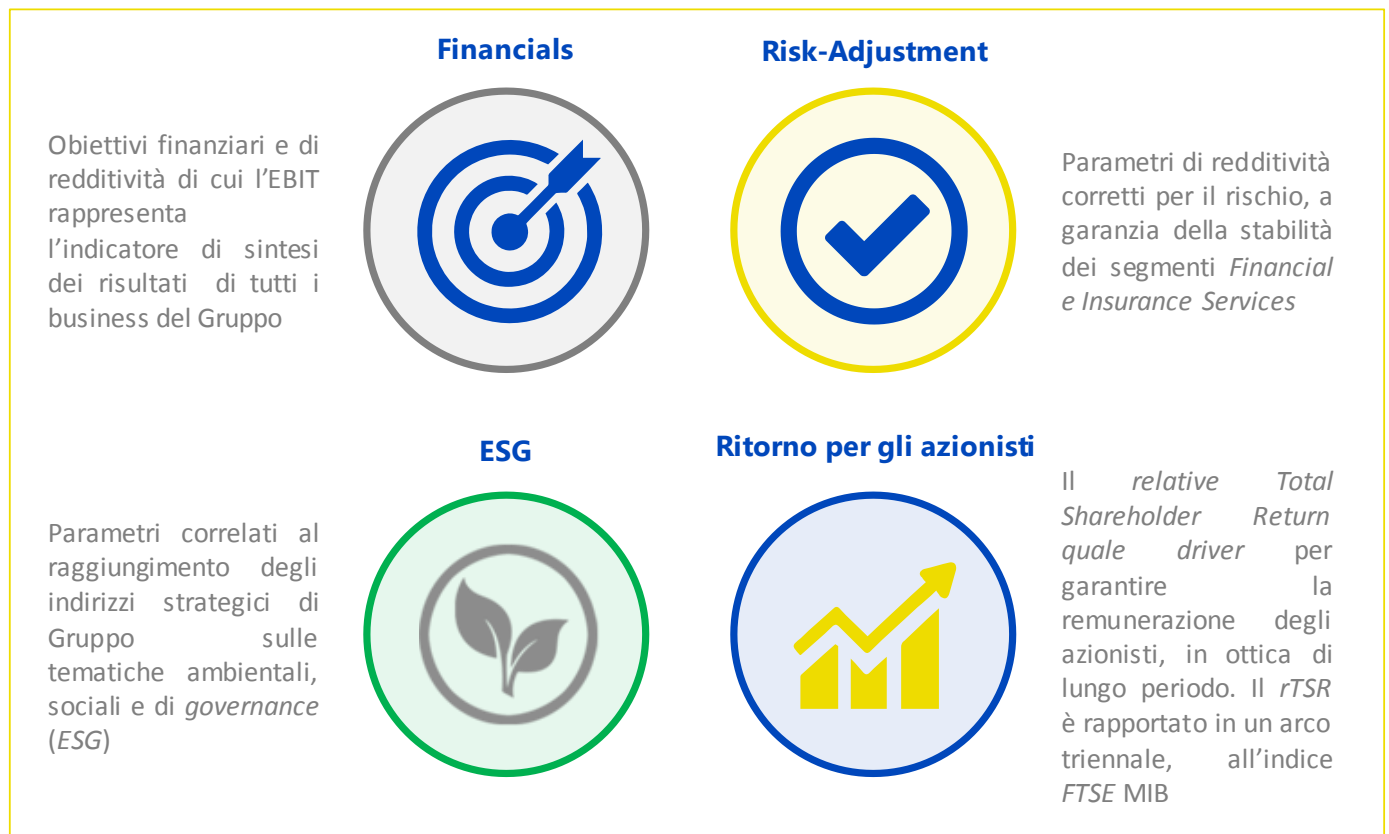 Financials
Obiettivi finanziari e di
redditività di cui l'EBIT
rappresenta
l'indicatore di sintesi
dei risultati di tutti i
business del Gruppo
Risk-Adjustment
Parametri di redditività
corretti per il rischio, a
garanzia della stabilità
dei segmenti Financial
e Insurance Services
ESG
Parametri correlati al
raggiungimento degli
indirizzi strategici di
Gruppo sulle
tematiche ambientali,
sociali e di governance
(ESG)
Ritorno per gli azionisti
Il relative Total
Shareholder Return
quale driver per
garantire la
remunerazione degli
azionisti, in ottica di
lungo periodo. Il rTSR
è rapportato in un arco
triennale, all'indice
FTSE MIB